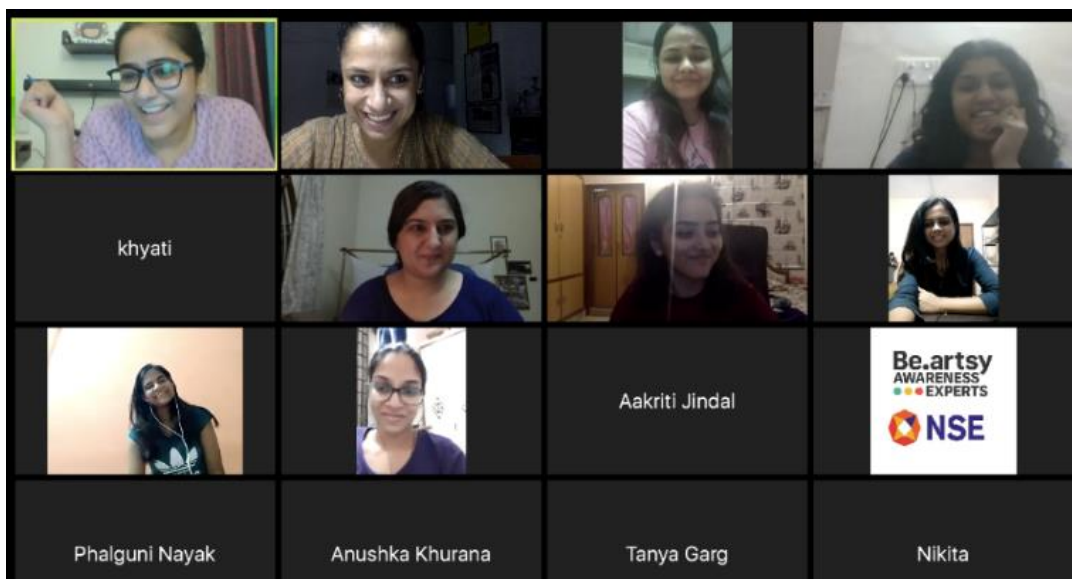 khyati
Be.artsy
AWARENESS
EXPERTS
NSE
Aakriti Jindal
Phalguni Nayak
Anushka Khurana
Tanya Garg
Nikita